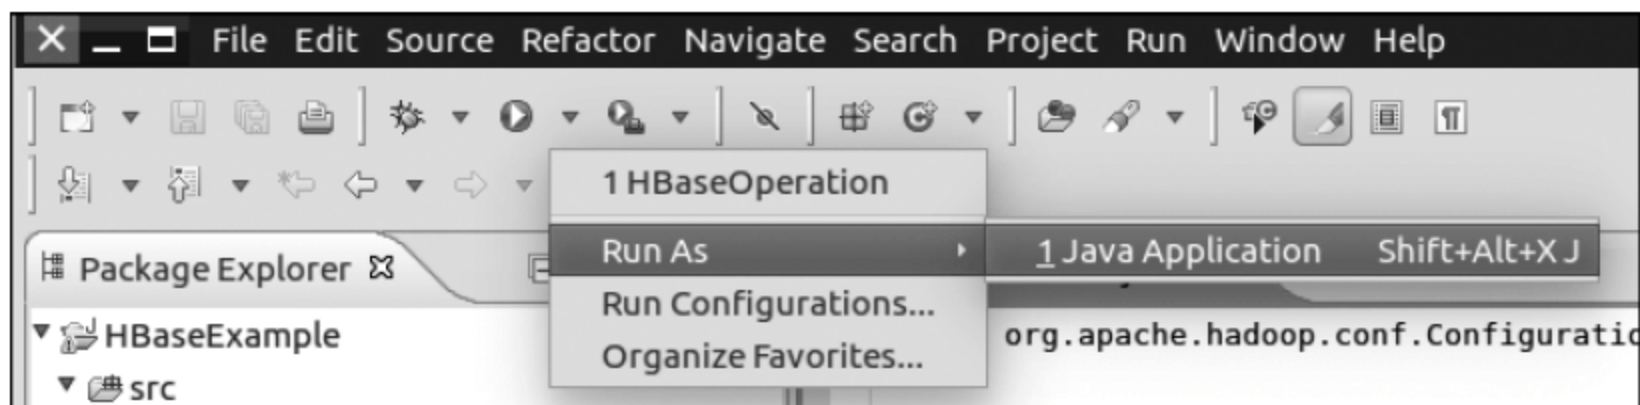 File Edit Source Refactor Navigate Search Project Run Window Help
1 HBaseOperation
Run As 1 Java Application Shift+Alt+X J
Package Explorer
Run Configurations...
HBaseExample
org.apache.hadoop.conf.Configuratio
Organize Favorites...
src